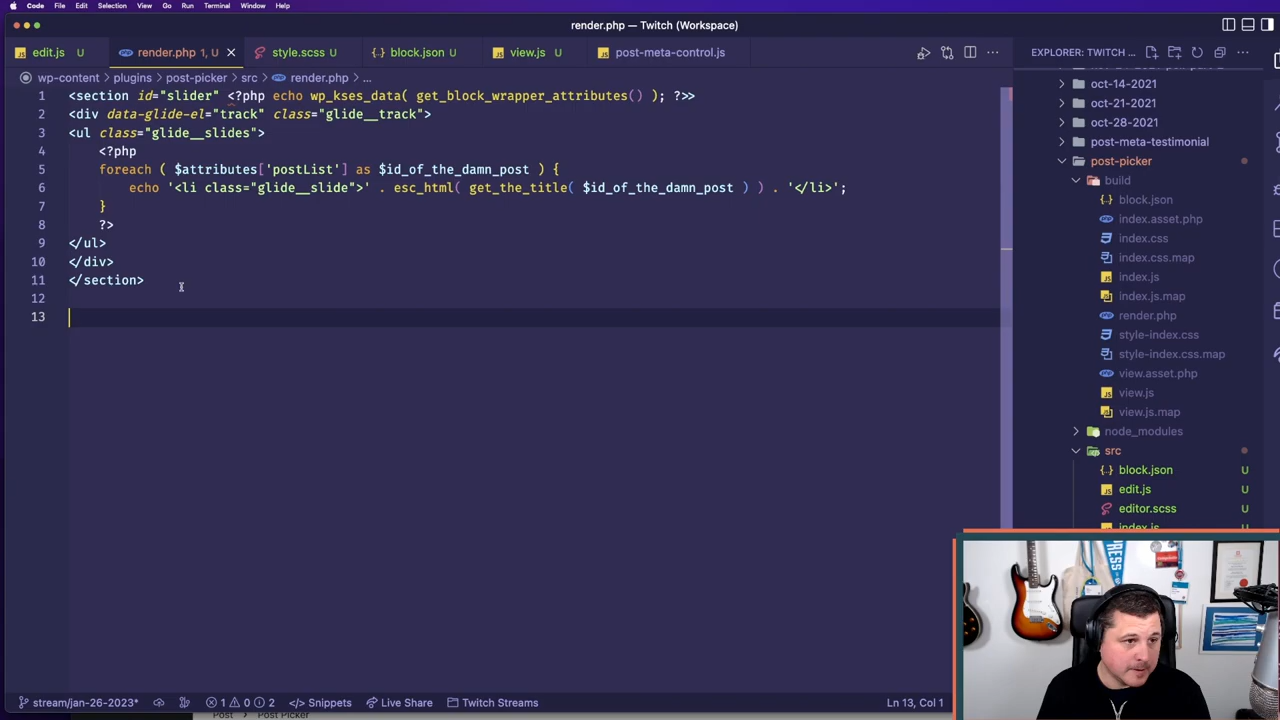 Code File Edit Selection View Go Run Terminal Window Help
render.php — Twitch (Workspace)
edit.js U
render.php 1, U
style.scss U
block.json U
view.js U
post-meta-control.js
EXPLORER: TWITCH ...
wp-content > plugins > post-picker > src > render.php > ...
1 <section id="slider" <?php echo wp_kses_data( get_block_wrapper_attributes() ); ?>>
2 <div data-glide-el="track" class="glide__track">
3 <ul class="glide__slides">
4 <?php
5 foreach ( $attributes['postList'] as $id_of_the_damn_post ) {
6 echo '<li class="glide__slide">' . esc_html( get_the_title( $id_of_the_damn_post ) ) . '</li>';
7 }
8 ?>
9 </ul>
10 </div>
11 </section>
12
13
oct-14-2021
oct-21-2021
oct-28-2021
post-meta-testimonial
post-picker
build
block.json
index.asset.php
index.css
index.css.map
index.js
index.js.map
render.php
style-index.css
style-index.css.map
view.asset.php
view.js
view.js.map
node_modules
src
block.json U
edit.js U
editor.scss U
index.js
stream/jan-26-2023* 1 0 2 Snippets Live Share Twitch Streams Ln 13, Col 1
Post Post Picker